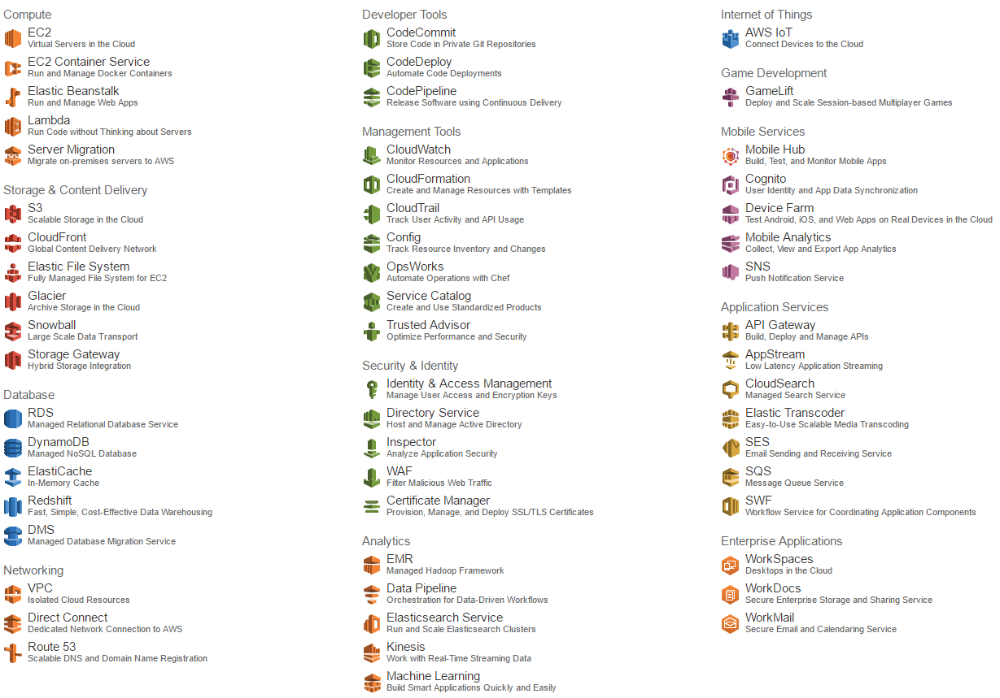 Compute
EC2
Virtual Servers in the Cloud
EC2 Container Service
Run and Manage Docker Containers
Elastic Beanstalk
Run and Manage Web Apps
Lambda
Run Code without Thinking about Servers
Server Migration
Migrate on-premises servers to AWS
Storage & Content Delivery
S3
Scalable Storage in the Cloud
CloudFront
Global Content Delivery Network
Elastic File System
Fully Managed File System for EC2
Glacier
Archive Storage in the Cloud
Snowball
Large Scale Data Transport
Storage Gateway
Hybrid Storage Integration
Database
RDS
Managed Relational Database Service
DynamoDB
Managed NoSQL Database
ElastiCache
In-Memory Cache
Redshift
Fast, Simple, Cost-Effective Data Warehousing
DMS
Managed Database Migration Service
Networking
VPC
Isolated Cloud Resources
Direct Connect
Dedicated Network Connection to AWS
Route 53
Scalable DNS and Domain Name Registration
Developer Tools
CodeCommit
Store Code in Private Git Repositories
CodeDeploy
Automate Code Deployments
CodePipeline
Release Software using Continuous Delivery
Management Tools
CloudWatch
Monitor Resources and Applications
CloudFormation
Create and Manage Resources with Templates
CloudTrail
Track User Activity and API Usage
Config
Track Resource Inventory and Changes
OpsWorks
Automate Operations with Chef
Service Catalog
Create and Use Standardized Products
Trusted Advisor
Optimize Performance and Security
Security & Identity
Identity & Access Management
Manage User Access and Encryption Keys
Directory Service
Host and Manage Active Directory
Inspector
Analyze Application Security
WAF
Filter Malicious Web Traffic
Certificate Manager
Provision, Manage, and Deploy SSL/TLS Certificates
Analytics
EMR
Managed Hadoop Framework
Data Pipeline
Orchestration for Data-Driven Workflows
Elasticsearch Service
Run and Scale Elasticsearch Clusters
Kinesis
Work with Real-Time Streaming Data
Machine Learning
Build Smart Applications Quickly and Easily
Internet of Things
AWS IoT
Connect Devices to the Cloud
Game Development
GameLift
Deploy and Scale Session-based Multiplayer Games
Mobile Services
Mobile Hub
Build, Test, and Monitor Mobile Apps
Cognito
User Identity and App Data Synchronization
Device Farm
Test Android, iOS, and Web Apps on Real Devices in the Cloud
Mobile Analytics
Collect, View and Export App Analytics
SNS
Push Notification Service
Application Services
API Gateway
Build, Deploy and Manage APIs
AppStream
Low Latency Application Streaming
CloudSearch
Managed Search Service
Elastic Transcoder
Easy-to-Use Scalable Media Transcoding
SES
Email Sending and Receiving Service
SQS
Message Queue Service
SWF
Workflow Service for Coordinating Application Components
Enterprise Applications
WorkSpaces
Desktops in the Cloud
WorkDocs
Secure Enterprise Storage and Sharing Service
WorkMail
Secure Email and Calendaring Service